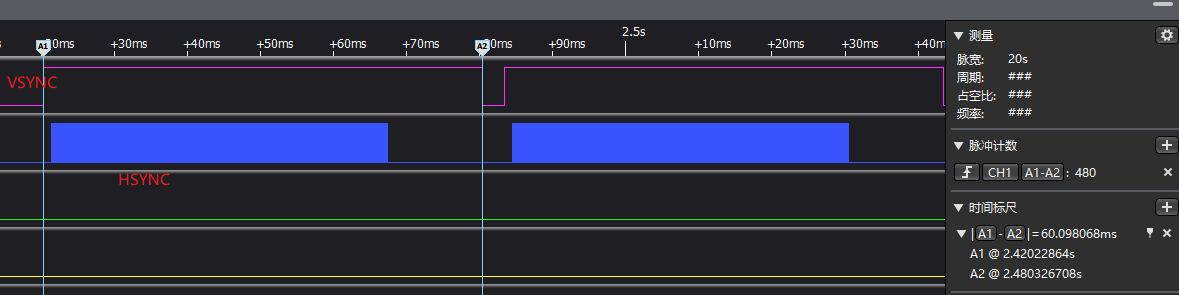 2.5s
0ms +30ms +40ms +50ms +60ms +70ms 0ms +90ms +10ms +20ms +30ms +40m
A1 A2
VSYNC
HSYNC
测量
脉宽: 20s
周期: ###
占空比: ###
频率: ###
脉冲计数
CH1 A1-A2 : 480
时间标尺
| A1 - A2 | = 60.098068ms
A1 @ 2.42022864s
A2 @ 2.480326708s